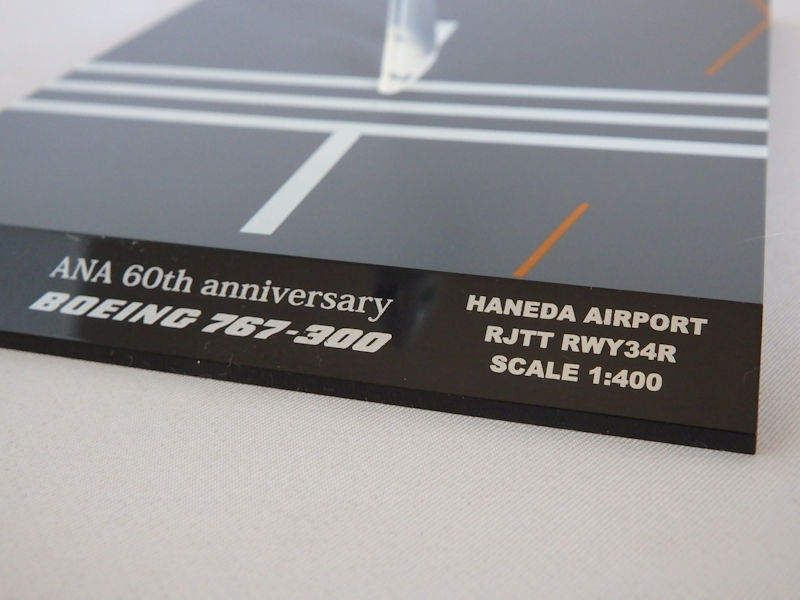 ANA 60th anniversary
BOEING 767-300
HANEDA AIRPORT
RJTT RWY34R
SCALE 1:400